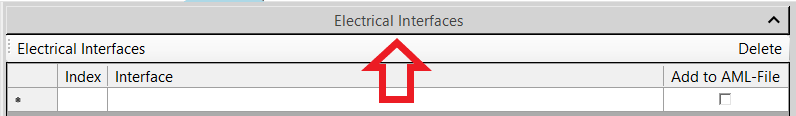 Electrical Interfaces
Electrical Interfaces Delete
Index Interface Add to AML-File
*